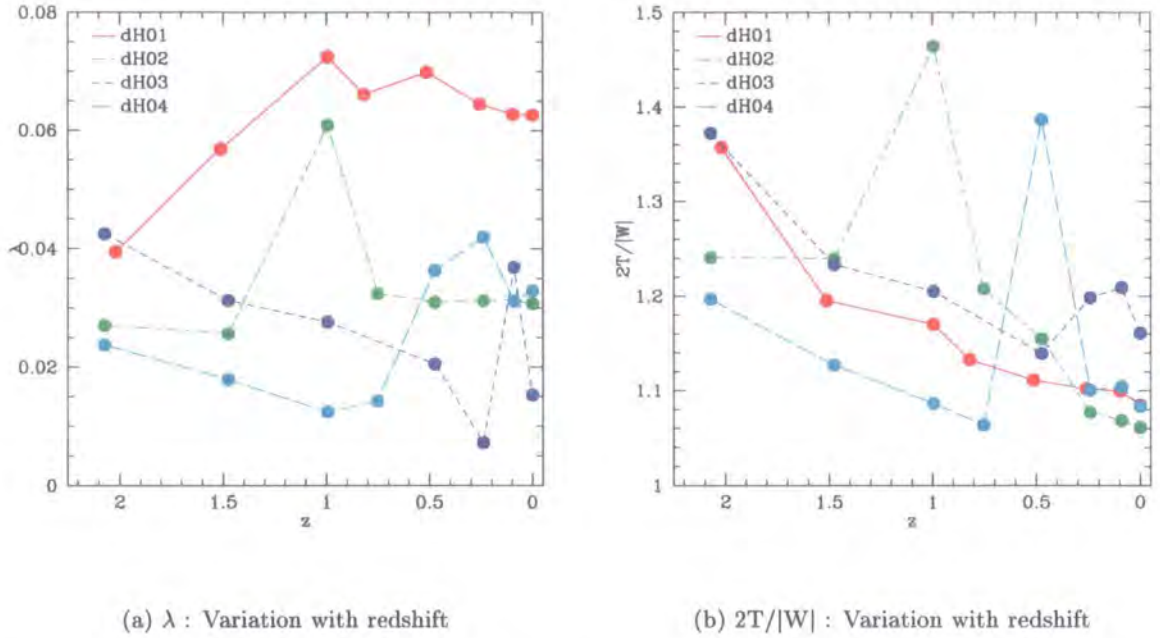 0.08
0.06
0.04
0.02
0
λ
dH01
dH02
dH03
dH04
2
1.5
1
0.5
0
z
1.5
1.4
1.3
1.2
1.1
1
2T/|W|
dH01
dH02
dH03
dH04
2
1.5
1
0.5
0
z
(a) λ : Variation with redshift
(b) 2T/|W| : Variation with redshift